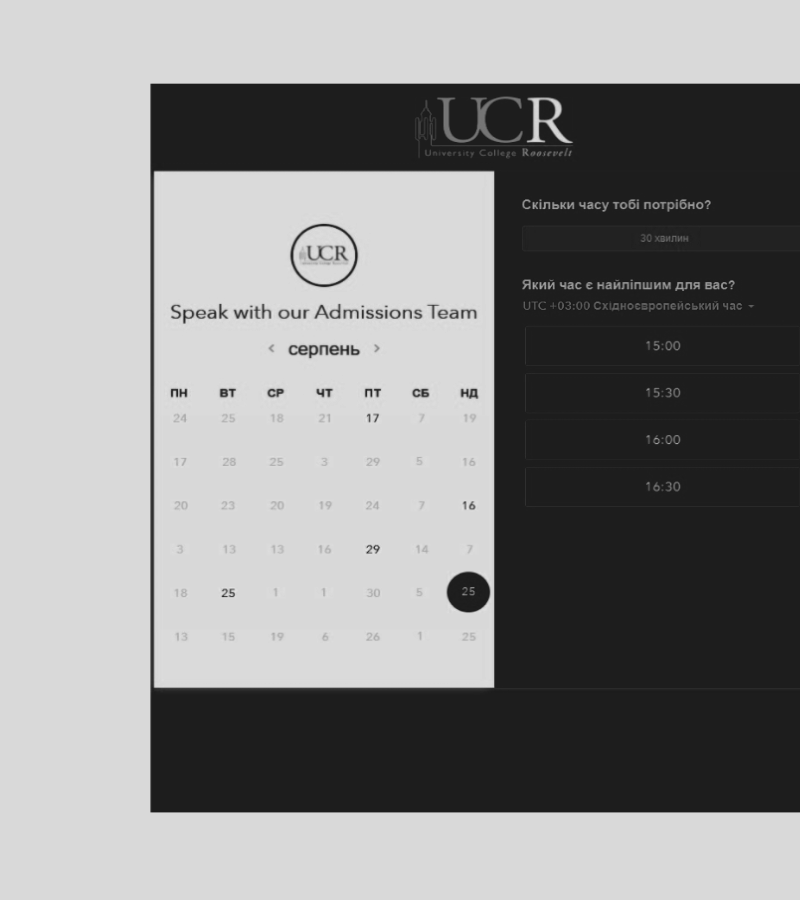 UCR
University College Roosevelt
UCR
Speak with our Admissions Team
‹ серпень ›
ПН ВТ СР ЧТ ПТ СБ НД
24 25 18 21 17 7 19
17 28 25 3 29 5 16
20 23 20 19 24 7 16
3 13 13 16 29 14 7
18 25 1 1 30 5 25
13 15 19 6 26 1 25
Скільки часу тобі потрібно?
30 хвилин
Який час є найліпшим для вас?
UTC +03:00 Східноєвропейський час
15:00
15:30
16:00
16:30